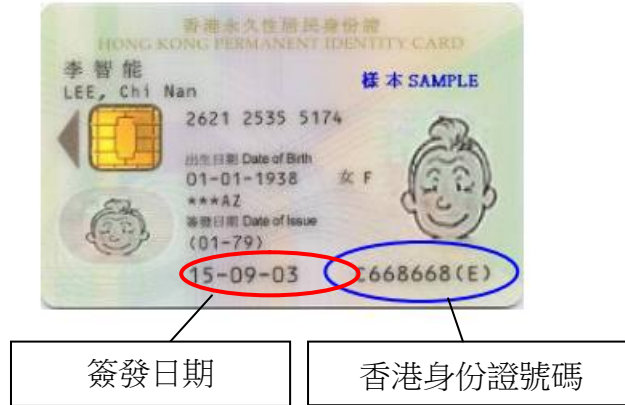 香港永久性居民身份證
HONG KONG PERMANENT IDENTITY CARD
李智能
LEE, Chi Nan
樣本 SAMPLE
2621 2535 5174
出生日期 Date of Birth
01-01-1938 女 F
***AZ
簽發日期 Date of Issue
(01-79)
15-09-03 C668668(E)
簽發日期
香港身份證號碼